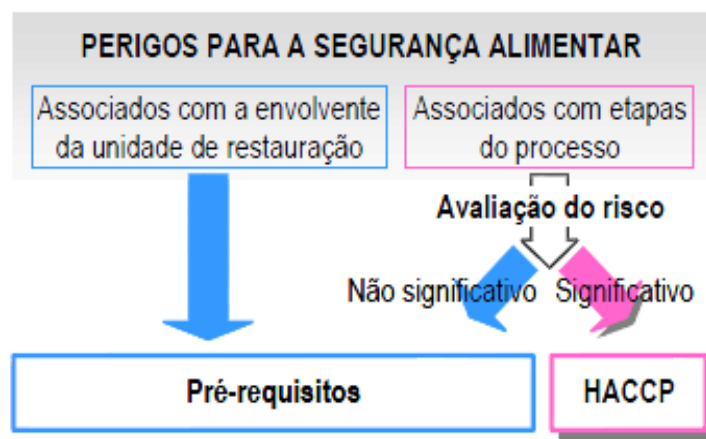 PERIGOS PARA A SEGURANÇA ALIMENTAR
Associados com a envolvente
da unidade de restauração
Associados com etapas
do processo
Avaliação do risco
Não significativo
Significativo
Pré-requisitos
HACCP